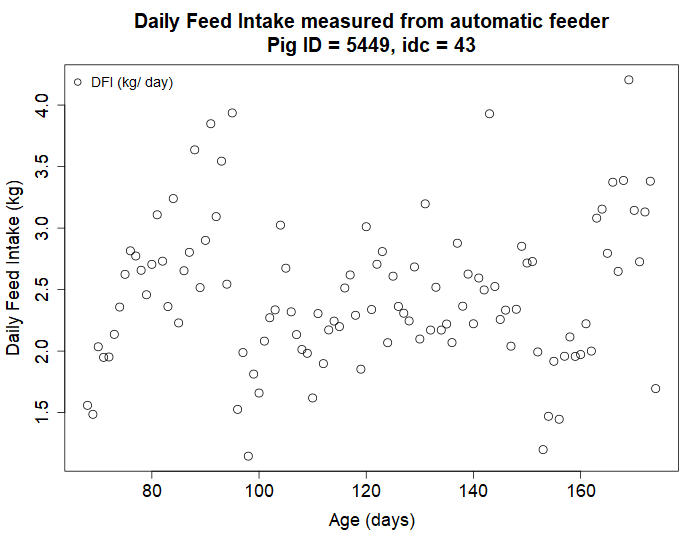 Daily Feed Intake measured from automatic feeder
Pig ID = 5449, idc = 43
DFI (kg/ day)
Daily Feed Intake (kg)
4.0
3.5
3.0
2.5
2.0
1.5
80 100 120 140 160
Age (days)